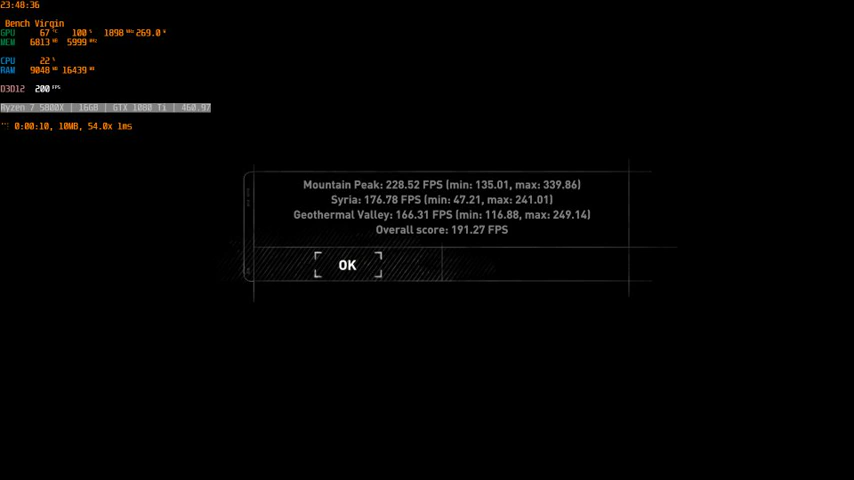 23:48:36
Bench Virgin
GPU 67 °C 100 % 1898 MHz 269.0 W
MEM 6813 MB 5999 MHz
CPU 22 %
RAM 9048 MB 16439 MB
D3D12 200 FPS
Ryzen 7 5800X | 16GB | GTX 1080 Ti | 460.97
0:00:10, 10MB, 54.0x 1ms
Mountain Peak: 228.52 FPS (min: 135.01, max: 339.86)
Syria: 176.78 FPS (min: 47.21, max: 241.01)
Geothermal Valley: 166.31 FPS (min: 116.88, max: 249.14)
Overall score: 191.27 FPS
OK